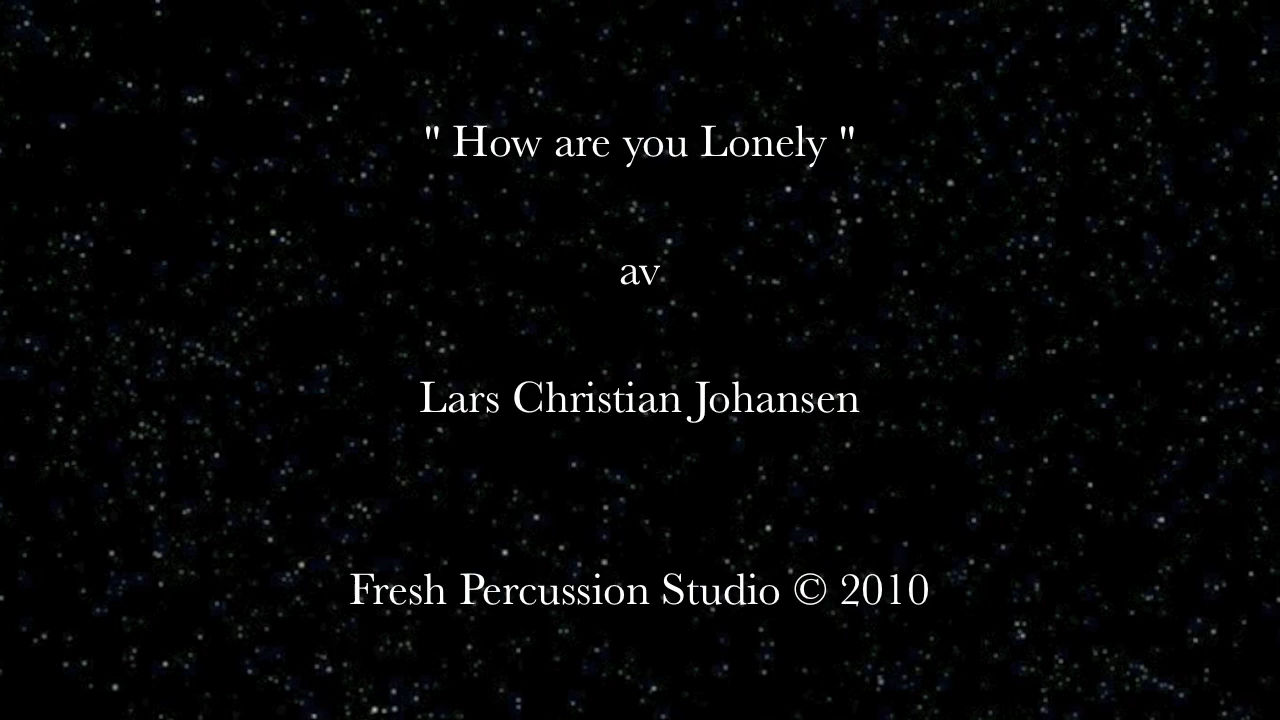 " How are you Lonely "
av
Lars Christian Johansen
Fresh Percussion Studio © 2010